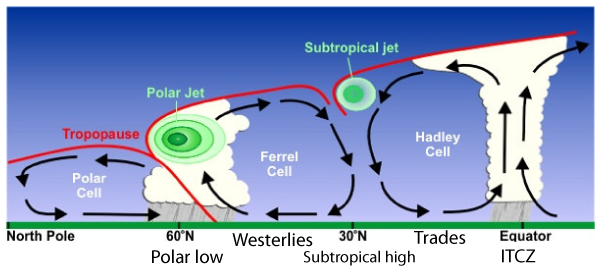 Subtropical jet
Polar Jet
Tropopause
Hadley
Cell
Ferrel
Cell
Polar
Cell
North Pole 60°N Westerlies 30°N Trades Equator
Polar low Subtropical high ITCZ